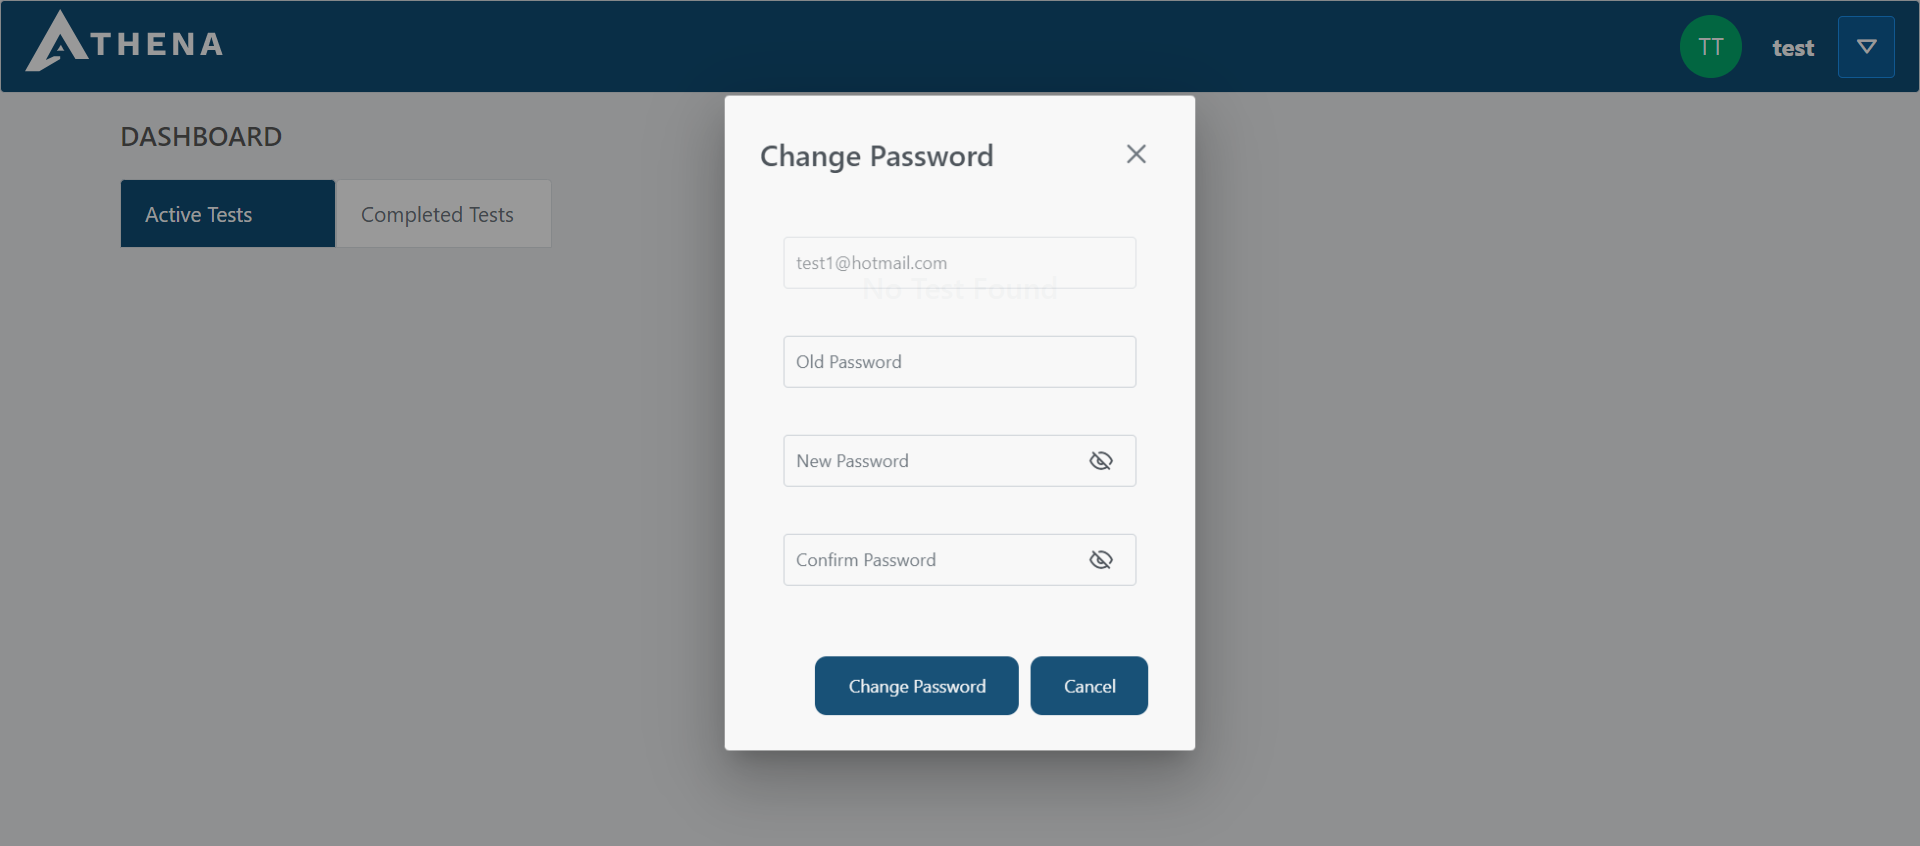 ATHENA
TT
test
DASHBOARD
Active Tests
Completed Tests
Change Password
test1@hotmail.com
No Test Found
Old Password
New Password
Confirm Password
Change Password
Cancel